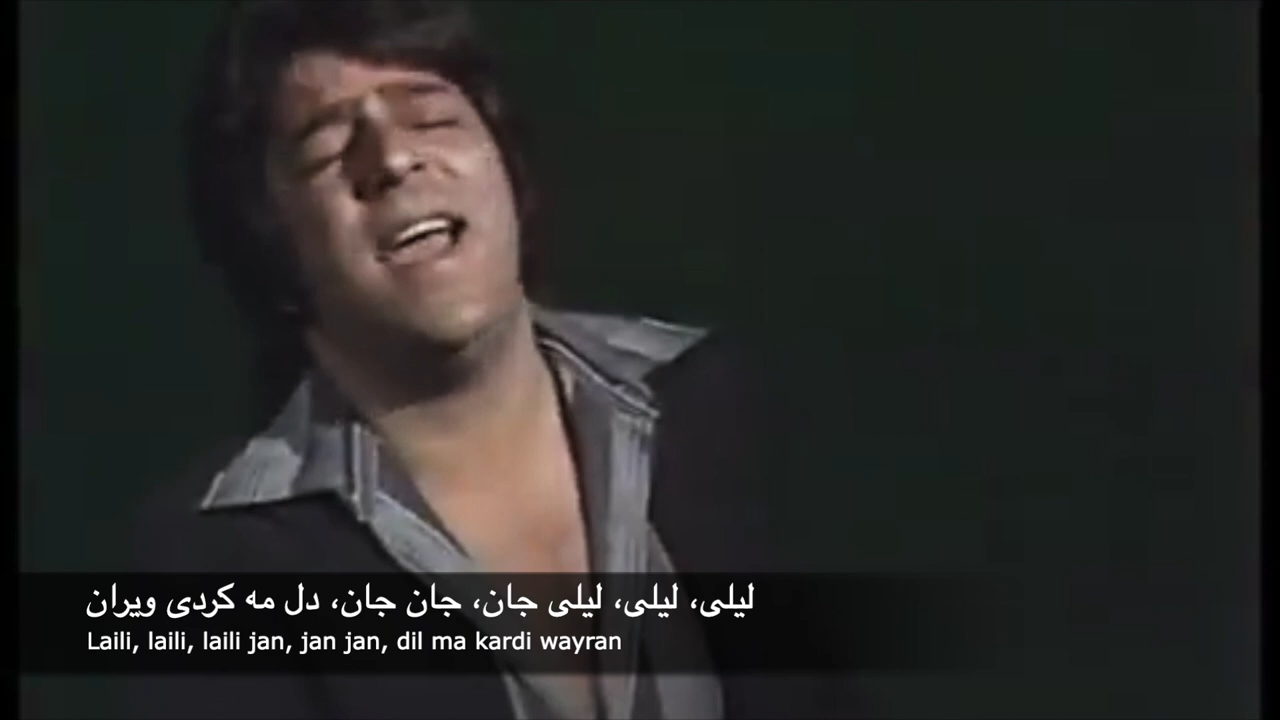 لیلی، لیلی، لیلی جان، جان جان، دل مه کردی ویران
Laili, laili, laili jan, jan jan, dil ma kardi wayran